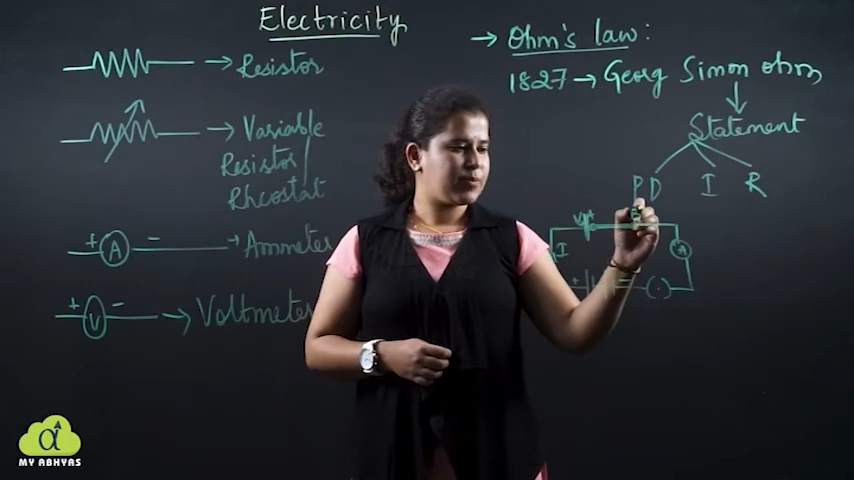 Electricity
Resistor
Variable
Resistor
Rheostat
+ A -
Ammeter
+ V -
Voltmeter
Ohm's law:
1827 → Georg Simon ohm
Statement
PD I R
I
A
+
( )
MY ABHYAS